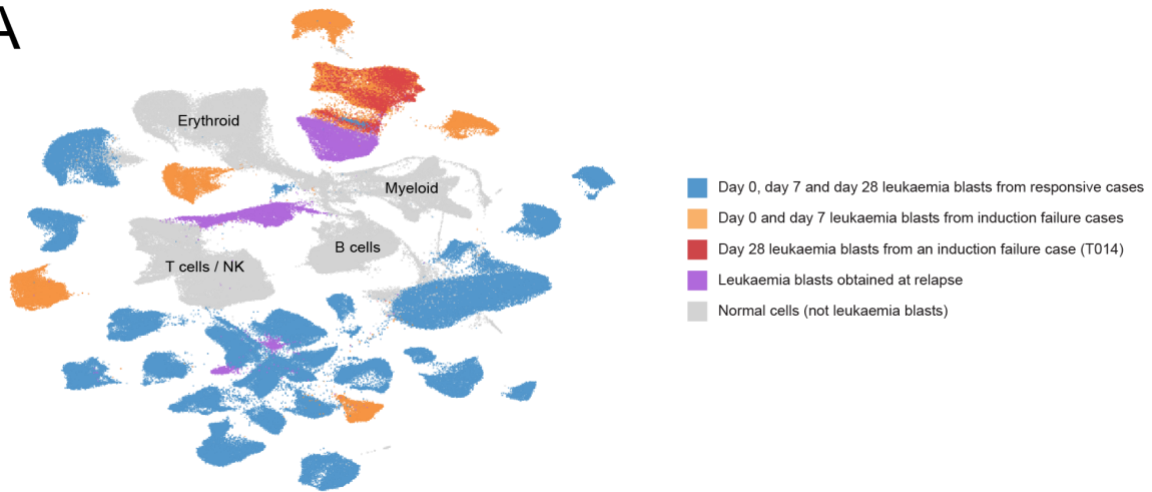 A
Erythroid
Myeloid
B cells
T cells / NK
Day 0, day 7 and day 28 leukaemia blasts from responsive cases
Day 0 and day 7 leukaemia blasts from induction failure cases
Day 28 leukaemia blasts from an induction failure case (T014)
Leukaemia blasts obtained at relapse
Normal cells (not leukaemia blasts)